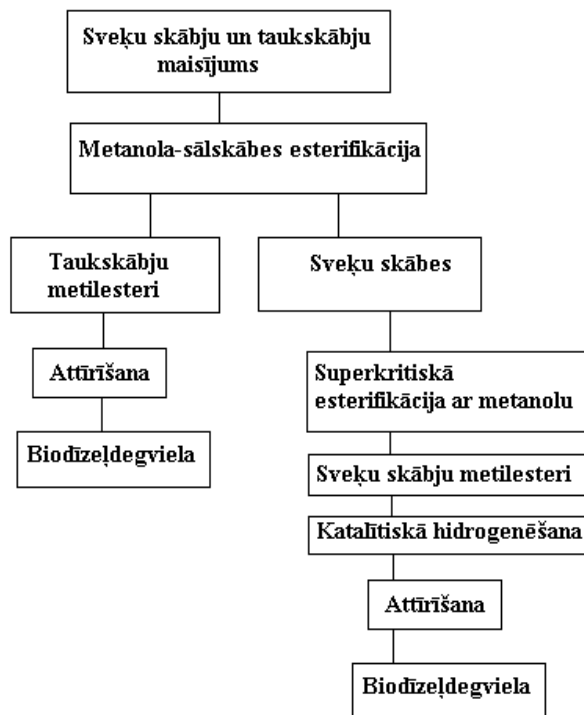 Sveķu skābju un taukskābju
maisījums
Metanola-sālskābes esterifikācija
Taukskābju
metilesteri
Sveķu skābes
Attīrīšana
Superkritiskā
esterifikācija ar metanolu
Biodīzeļdegviela
Sveķu skābju metilesteri
Katalītiskā hidrogenēšana
Attīrīšana
Biodīzeļdegviela